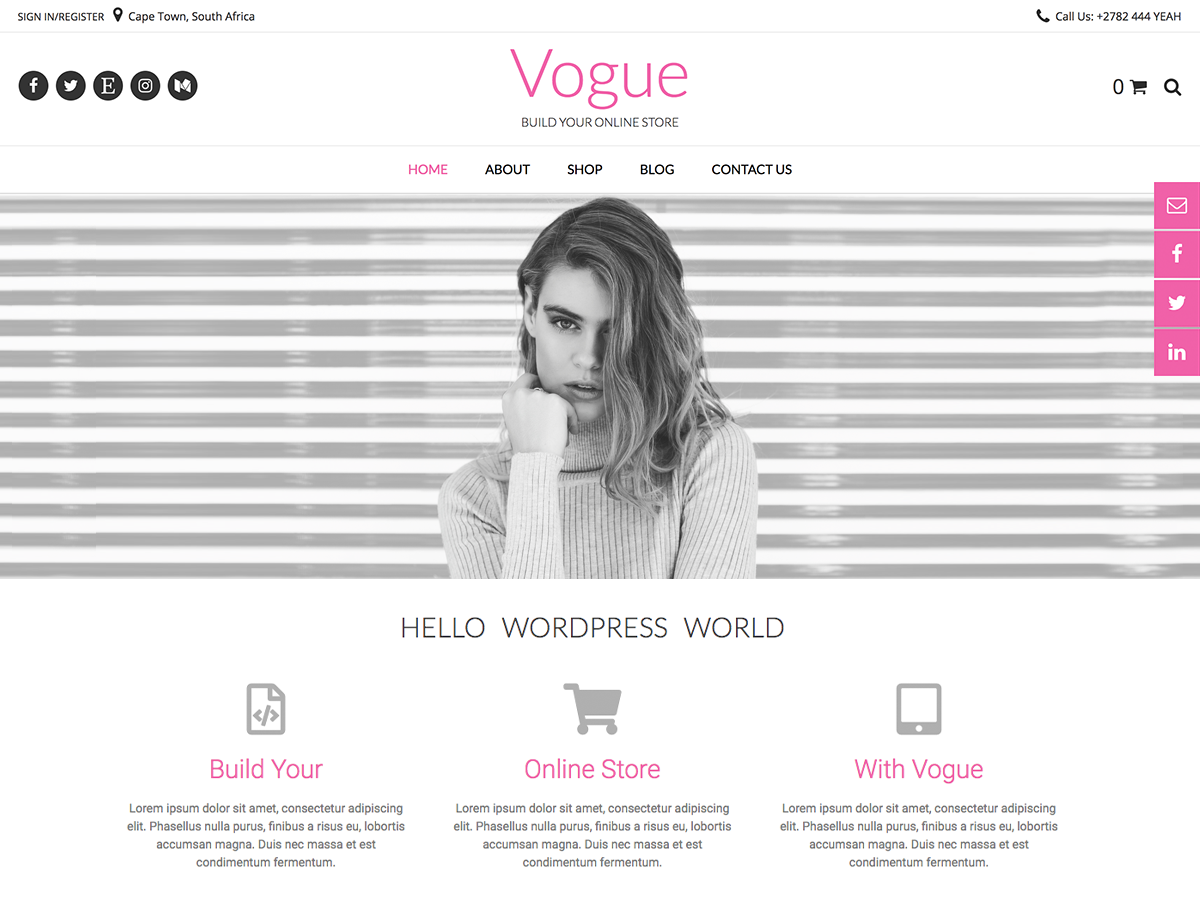 SIGN IN/REGISTER Cape Town, South Africa
Call Us: +2782 444 YEAH
Vogue
BUILD YOUR ONLINE STORE
0
HOME ABOUT SHOP BLOG CONTACT US
HELLO WORDPRESS WORLD
Build Your
Lorem ipsum dolor sit amet, consectetur adipiscing
elit. Phasellus nulla purus, finibus a risus eu, lobortis
accumsan magna. Duis nec massa et est
condimentum fermentum.
Online Store
Lorem ipsum dolor sit amet, consectetur adipiscing
elit. Phasellus nulla purus, finibus a risus eu, lobortis
accumsan magna. Duis nec massa et est
condimentum fermentum.
With Vogue
Lorem ipsum dolor sit amet, consectetur adipiscing
elit. Phasellus nulla purus, finibus a risus eu, lobortis
accumsan magna. Duis nec massa et est
condimentum fermentum.